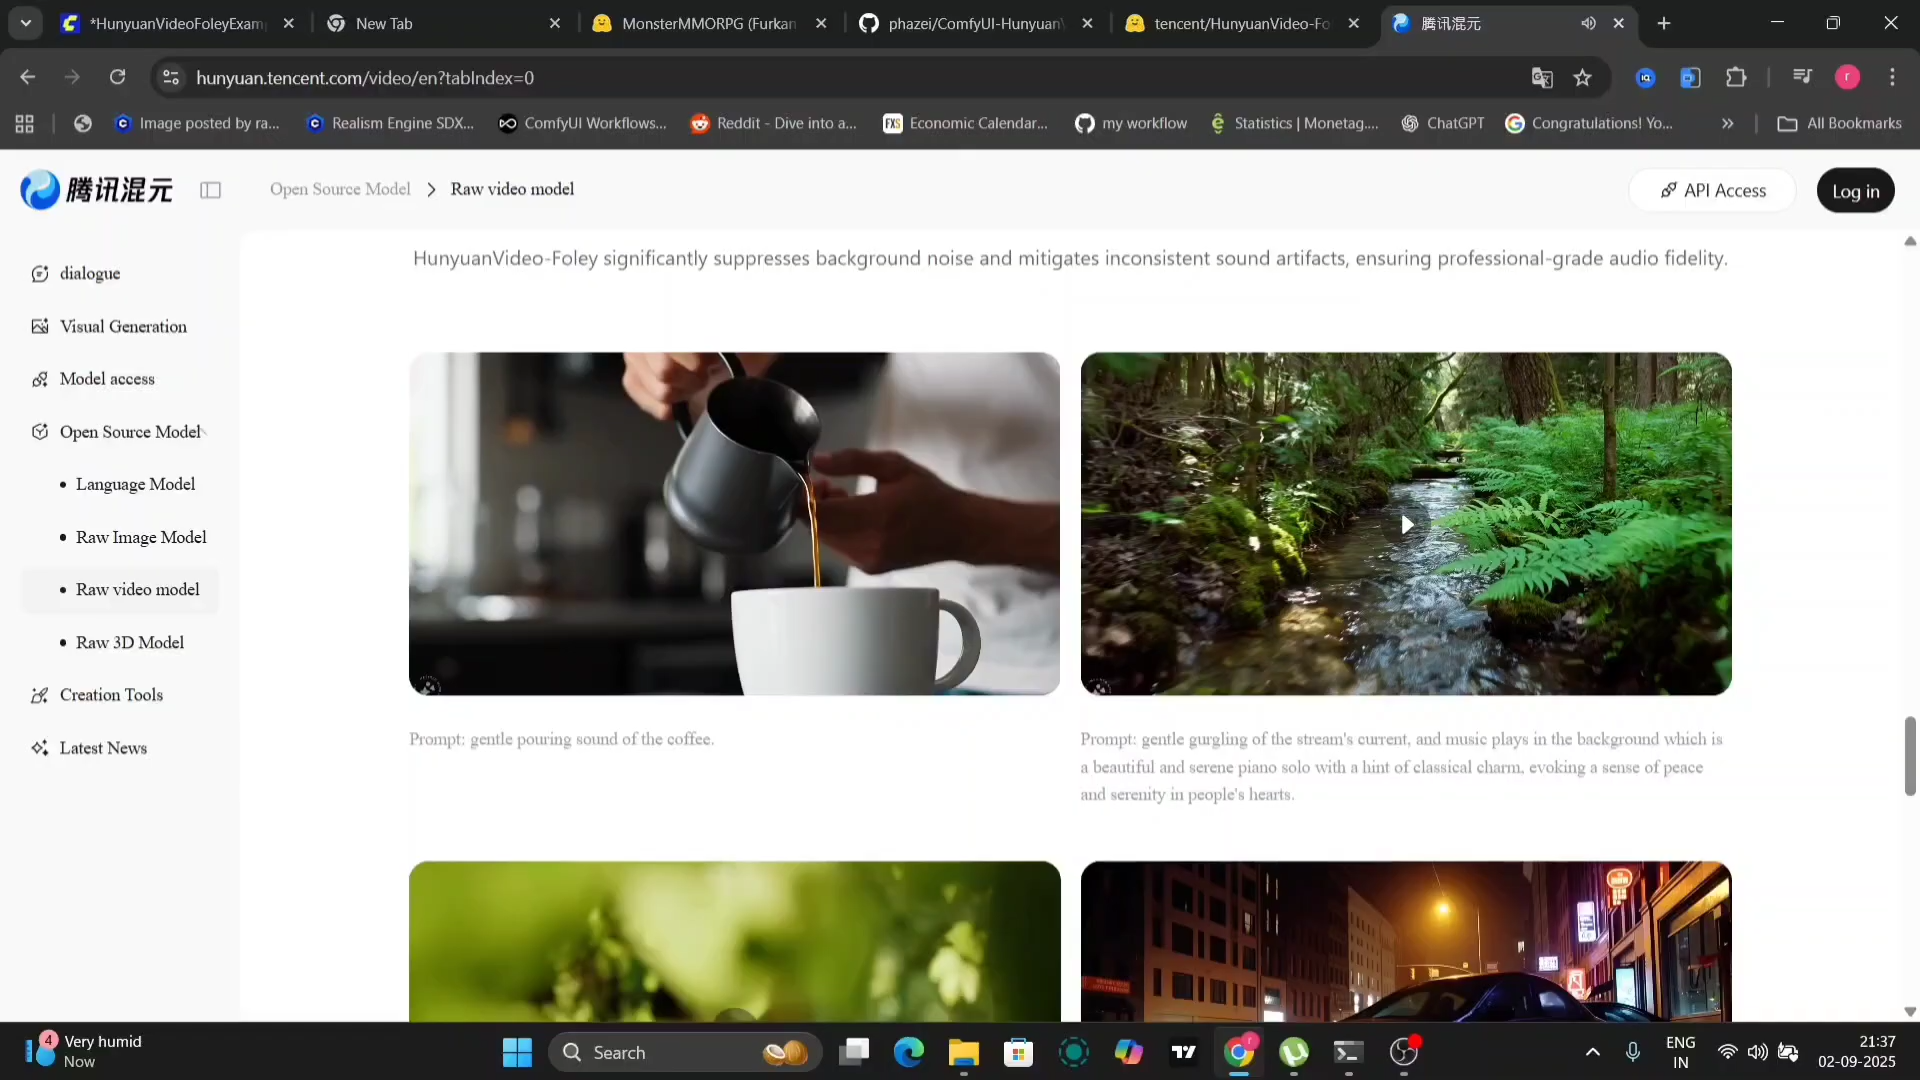 *HunyuanVideoFoleyExam
New Tab
MonsterMMORPG (Furkan
phazei/ComfyUI-Hunyuan
tencent/HunyuanVideo-Fo
腾讯混元
hunyuan.tencent.com/video/en?tabIndex=0
Image posted by ra...
Realism Engine SDX...
ComfyUI Workflows...
Reddit - Dive into a...
FXS
Economic Calendar...
my workflow
Statistics | Monetag....
ChatGPT
Congratulations! Yo...
All Bookmarks
腾讯混元
Open Source Model > Raw video model
API Access
Log in
dialogue
Visual Generation
Model access
Open Source Model
• Language Model
• Raw Image Model
• Raw video model
• Raw 3D Model
Creation Tools
Latest News
HunyuanVideo-Foley significantly suppresses background noise and mitigates inconsistent sound artifacts, ensuring professional-grade audio fidelity.
Prompt: gentle pouring sound of the coffee.
Prompt: gentle gurgling of the stream's current, and music plays in the background which is
a beautiful and serene piano solo with a hint of classical charm, evoking a sense of peace
and serenity in people's hearts.
4
Very humid
Now
Search
ENG
IN
21:37
02-09-2025